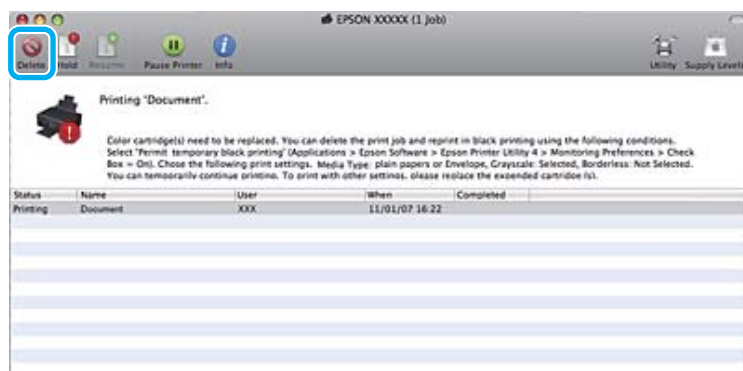 EPSON XXXXX (1 Job)
Delete Hold Resume Pause Printer Info Utility Supply Levels
Printing "Document".
Color cartridge(s) need to be replaced. You can delete the print job and reprint in black printing using the following conditions.
Select "Permit temporary black printing" (Applications > Epson Software > Epson Printer Utility 4 > Monitoring Preferences > Check
Box = On). Chose the following print settings. Media Type: plain papers or Envelope, Grayscale: Selected, Borderless: Not Selected.
You can temporarily continue printing. To print with other settings, please replace the expended cartridge (s).
Status Name User When Completed
Printing Document XXX 11/01/07 16:22